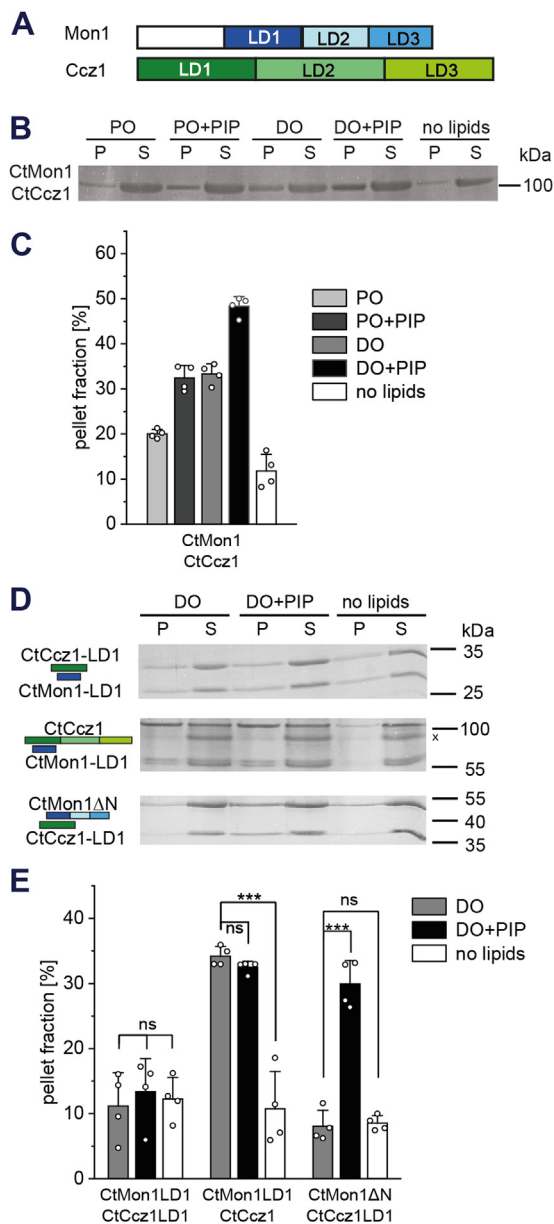 A
Mon1
LD1 LD2 LD3
Ccz1
LD1 LD2 LD3
B
PO PO+PIP DO DO+PIP no lipids
P S P S P S P S P S kDa
CtMon1
CtCcz1
100
C
60
50
40
30
20
10
0
pellet fraction [%]
PO
PO+PIP
DO
DO+PIP
no lipids
CtMon1
CtCcz1
D
DO DO+PIP no lipids
P S P S P S kDa
CtCcz1-LD1
CtMon1-LD1
35
25
CtCcz1
CtMon1-LD1
100
x
55
CtMon1ΔN
CtCcz1-LD1
55
40
35
E
40
30
20
10
0
pellet fraction [%]
ns
***
ns
ns
***
DO
DO+PIP
no lipids
CtMon1LD1 CtMon1LD1 CtMon1ΔN
CtCcz1LD1 CtCcz1 CtCcz1LD1